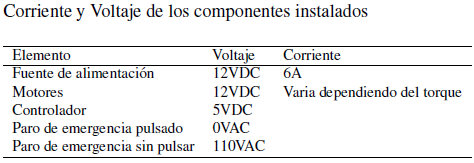 Corriente y Voltaje de los componentes instalados
Elemento Voltaje Corriente
Fuente de alimentación 12VDC 6A
Motores 12VDC Varia dependiendo del torque
Controlador 5VDC
Paro de emergencia pulsado 0VAC
Paro de emergencia sin pulsar 110VAC